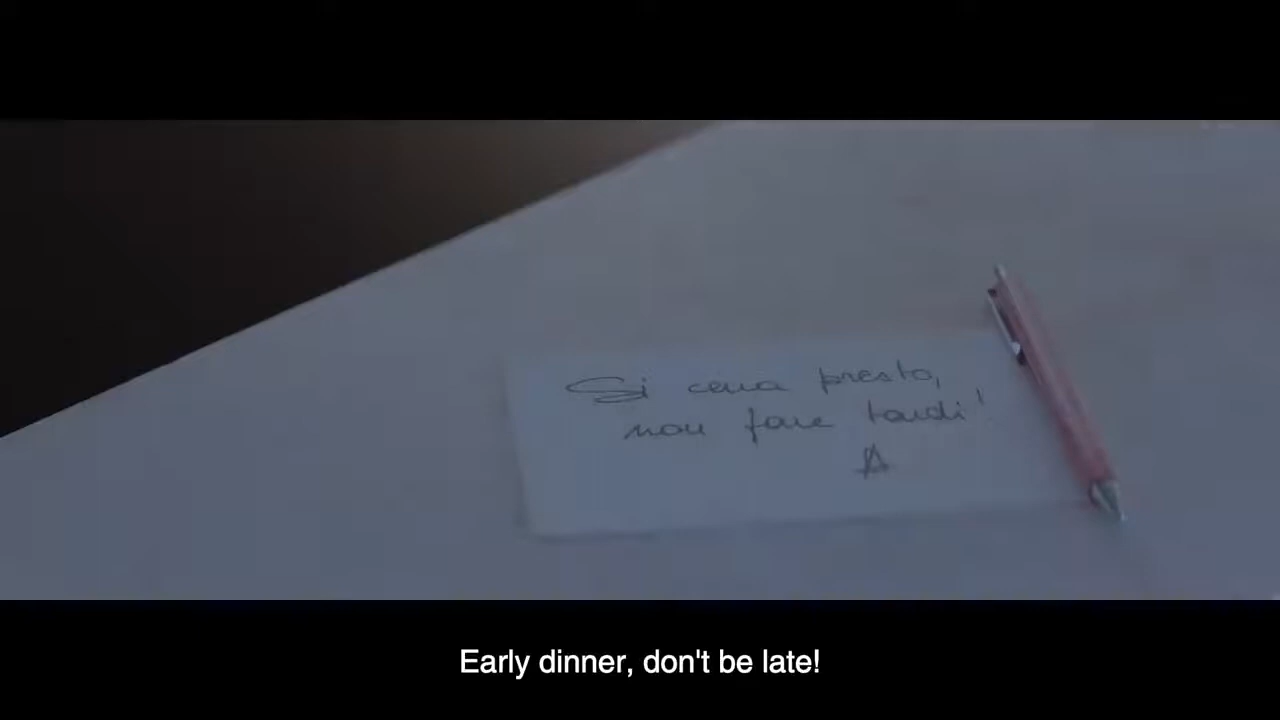 Si cena presto,
non fare tardi!
A
Early dinner, don't be late!